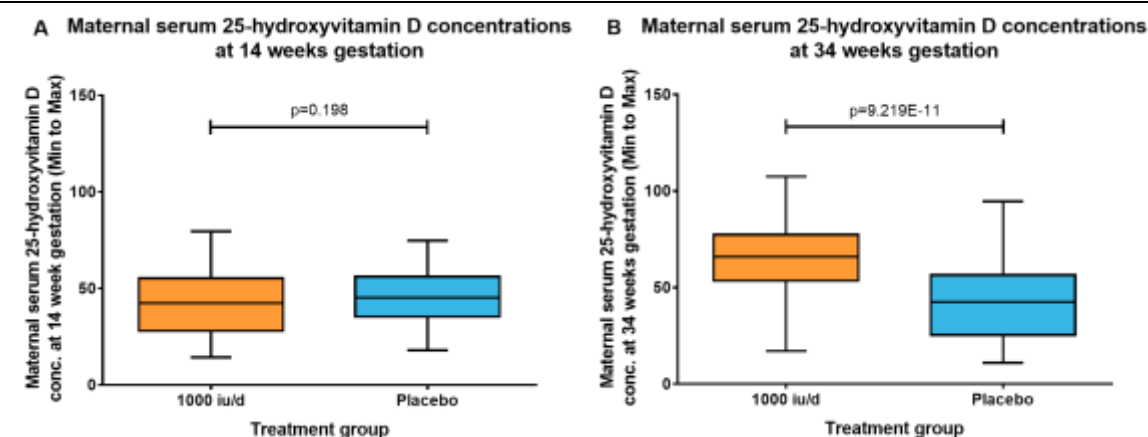 A Maternal serum 25-hydroxyvitamin D concentrations
at 14 weeks gestation
Maternal serum 25-hydroxyvitamin D
conc. at 14 week gestation (Min to Max)
150
100
50
0
p=0.198
1000 iu/d Placebo
Treatment group
B Maternal serum 25-hydroxyvitamin D concentrations
at 34 weeks gestation
Maternal serum 25-hydroxyvitamin D
conc. at 34 weeks gestation (Min to Max)
150
100
50
0
p=9.219E-11
1000 iu/d Placebo
Treatment group